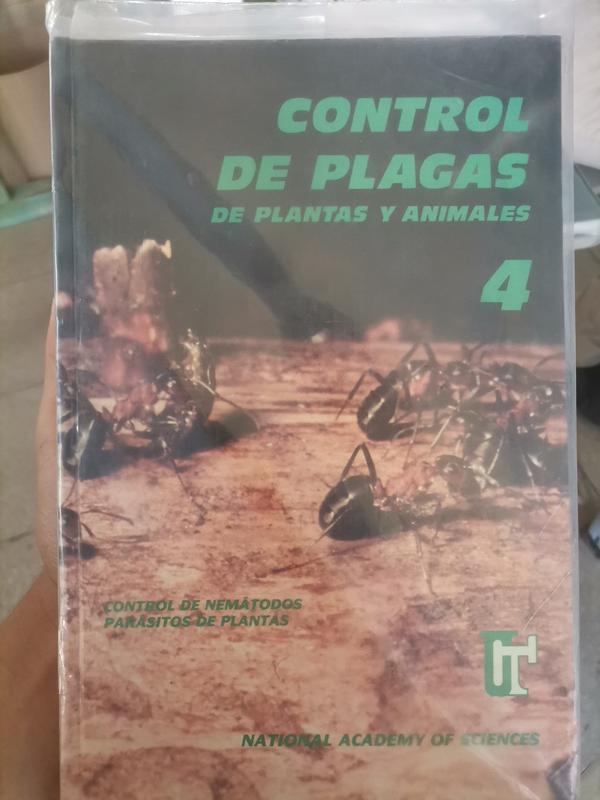 CONTROL
DE PLAGAS
DE PLANTAS Y ANIMALES
4
CONTROL DE NEMÁTODOS
PARÁSITOS DE PLANTAS
NATIONAL ACADEMY OF SCIENCES